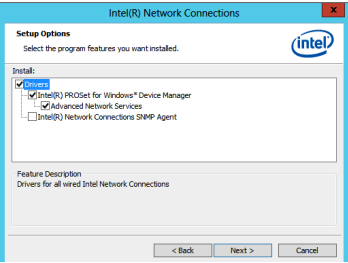 Intel(R) Network Connections
x
Setup Options
Select the program features you want installed.
intel
Install:
Drivers
Intel(R) PROSet for Windows* Device Manager
Advanced Network Services
Intel(R) Network Connections SNMP Agent
Feature Description
Drivers for all wired Intel Network Connections
< Back Next > Cancel